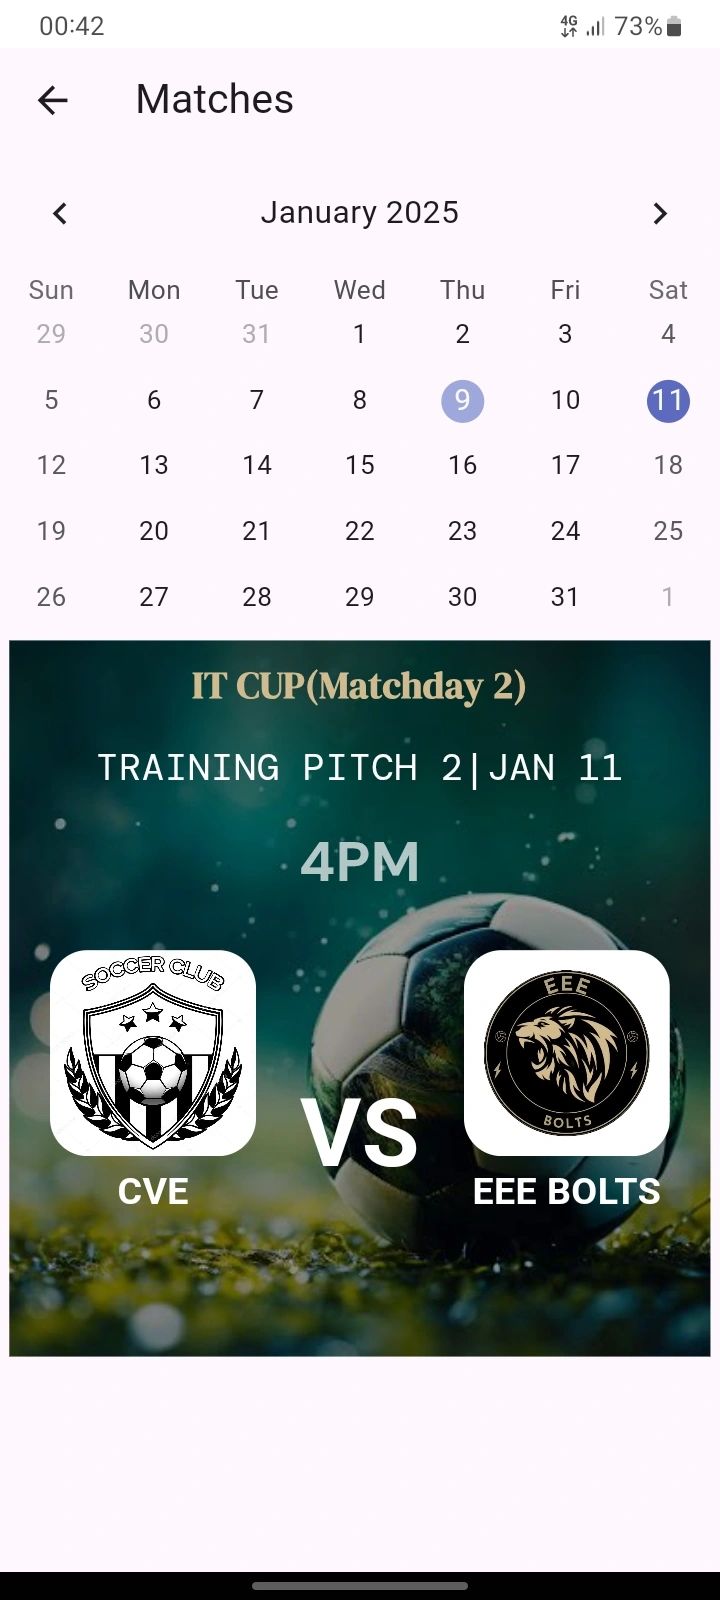 00:42 4G 73%
Matches
January 2025
Sun Mon Tue Wed Thu Fri Sat
29 30 31 1 2 3 4
5 6 7 8 9 10 11
12 13 14 15 16 17 18
19 20 21 22 23 24 25
26 27 28 29 30 31 1
IT CUP(Matchday 2)
TRAINING PITCH 2|JAN 11
4PM
SOCCER CLUB
EEE
BOLTS
VS
CVE
EEE BOLTS